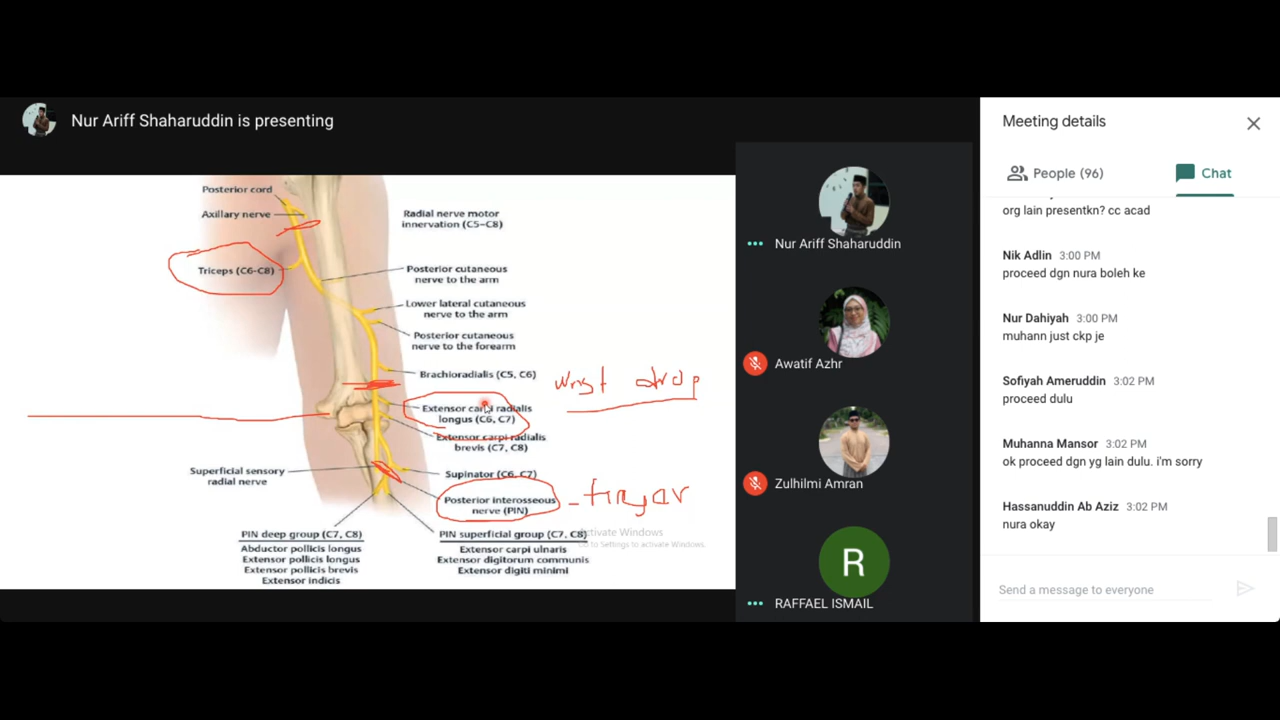 Nur Ariff Shaharuddin is presenting
Posterior cord
Axillary nerve
Radial nerve motor
innervation (C5-C8)
Triceps (C6-C8)
Posterior cutaneous
nerve to the arm
Lower lateral cutaneous
nerve to the arm
Posterior cutaneous
nerve to the forearm
Brachioradialis (C5, C6)
wrist drop
Extensor carpi radialis
longus (C6, C7)
Extensor carpi radialis
brevis (C7, C8)
Superficial sensory
radial nerve
Supinator (C6, C7)
Posterior interosseous
nerve (PIN)
Activate Windows
Go to Settings to activate Windows.
PIN deep group (C7, C8)
Abductor pollicis longus
Extensor pollicis longus
Extensor pollicis brevis
Extensor indicis
PIN superficial group (C7, C8)
Extensor carpi ulnaris
Extensor digitorum communis
Extensor digiti minimi
Nur Ariff Shaharuddin
Awatif Azhr
Zulhilmi Amran
R
RAFFAEL ISMAIL
Meeting details
People (96)
Chat
org lain presentkn? cc acad
Nik Adlin 3:00 PM
proceed dgn nura boleh ke
Nur Dahiyah 3:00 PM
muhann just ckp je
Sofiyah Ameruddin 3:02 PM
proceed dulu
Muhanna Mansor 3:02 PM
ok proceed dgn yg lain dulu. i'm sorry
Hassanuddin Ab Aziz 3:02 PM
nura okay
Send a message to everyone